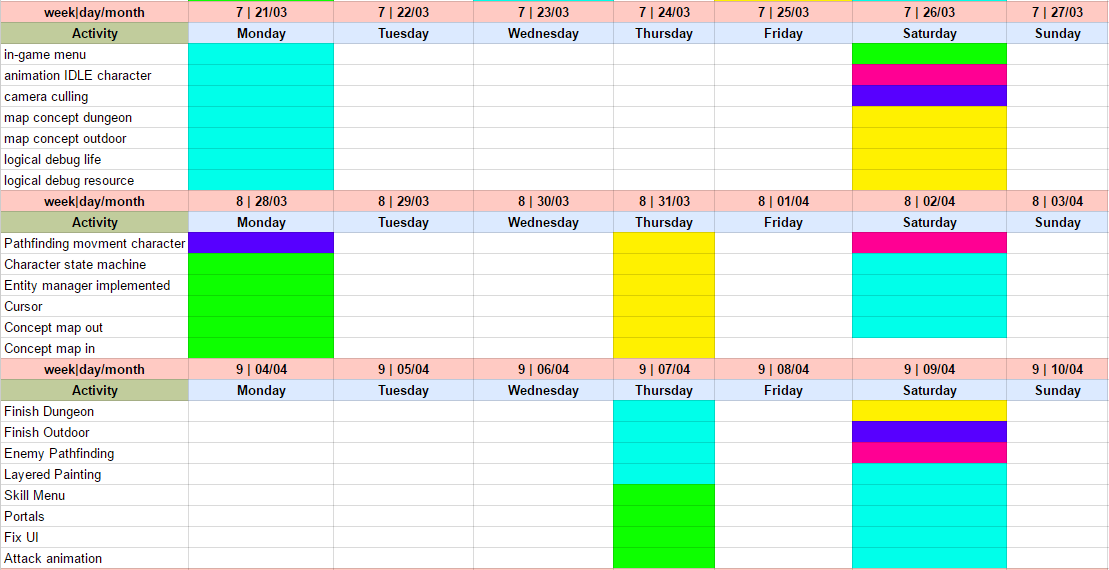 week|day/month 7 | 21/03 7 | 22/03 7 | 23/03 7 | 24/03 7 | 25/03 7 | 26/03 7 | 27/03
Activity Monday Tuesday Wednesday Thursday Friday Saturday Sunday
in-game menu
animation IDLE character
camera culling
map concept dungeon
map concept outdoor
logical debug life
logical debug resource
week|day/month 8 | 28/03 8 | 29/03 8 | 30/03 8 | 31/03 8 | 01/04 8 | 02/04 8 | 03/04
Activity Monday Tuesday Wednesday Thursday Friday Saturday Sunday
Pathfinding movment character
Character state machine
Entity manager implemented
Cursor
Concept map out
Concept map in
week|day/month 9 | 04/04 9 | 05/04 9 | 06/04 9 | 07/04 9 | 08/04 9 | 09/04 9 | 10/04
Activity Monday Tuesday Wednesday Thursday Friday Saturday Sunday
Finish Dungeon
Finish Outdoor
Enemy Pathfinding
Layered Painting
Skill Menu
Portals
Fix UI
Attack animation